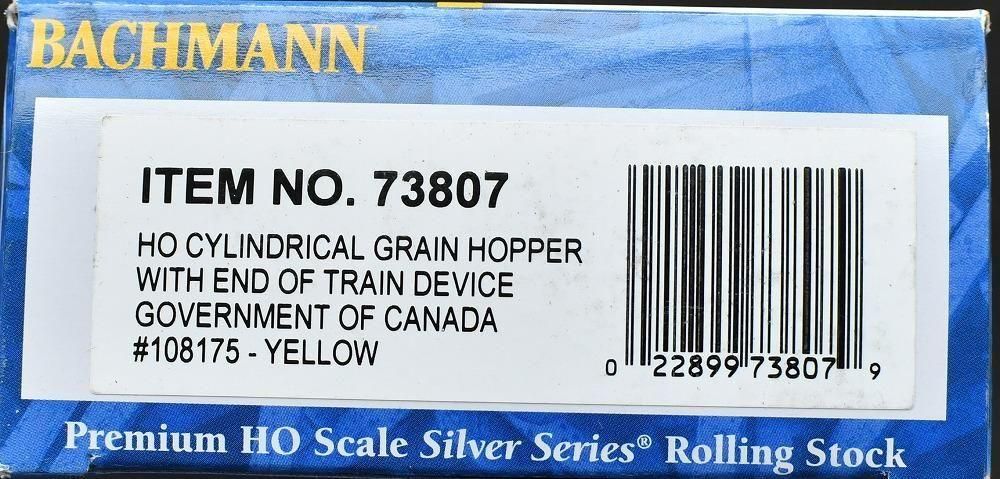 BACHMANN
ITEM NO. 73807
HO CYLINDRICAL GRAIN HOPPER
WITH END OF TRAIN DEVICE
GOVERNMENT OF CANADA
#108175 - YELLOW
0 22899 73807 9
Premium HO Scale Silver Series® Rolling Stock